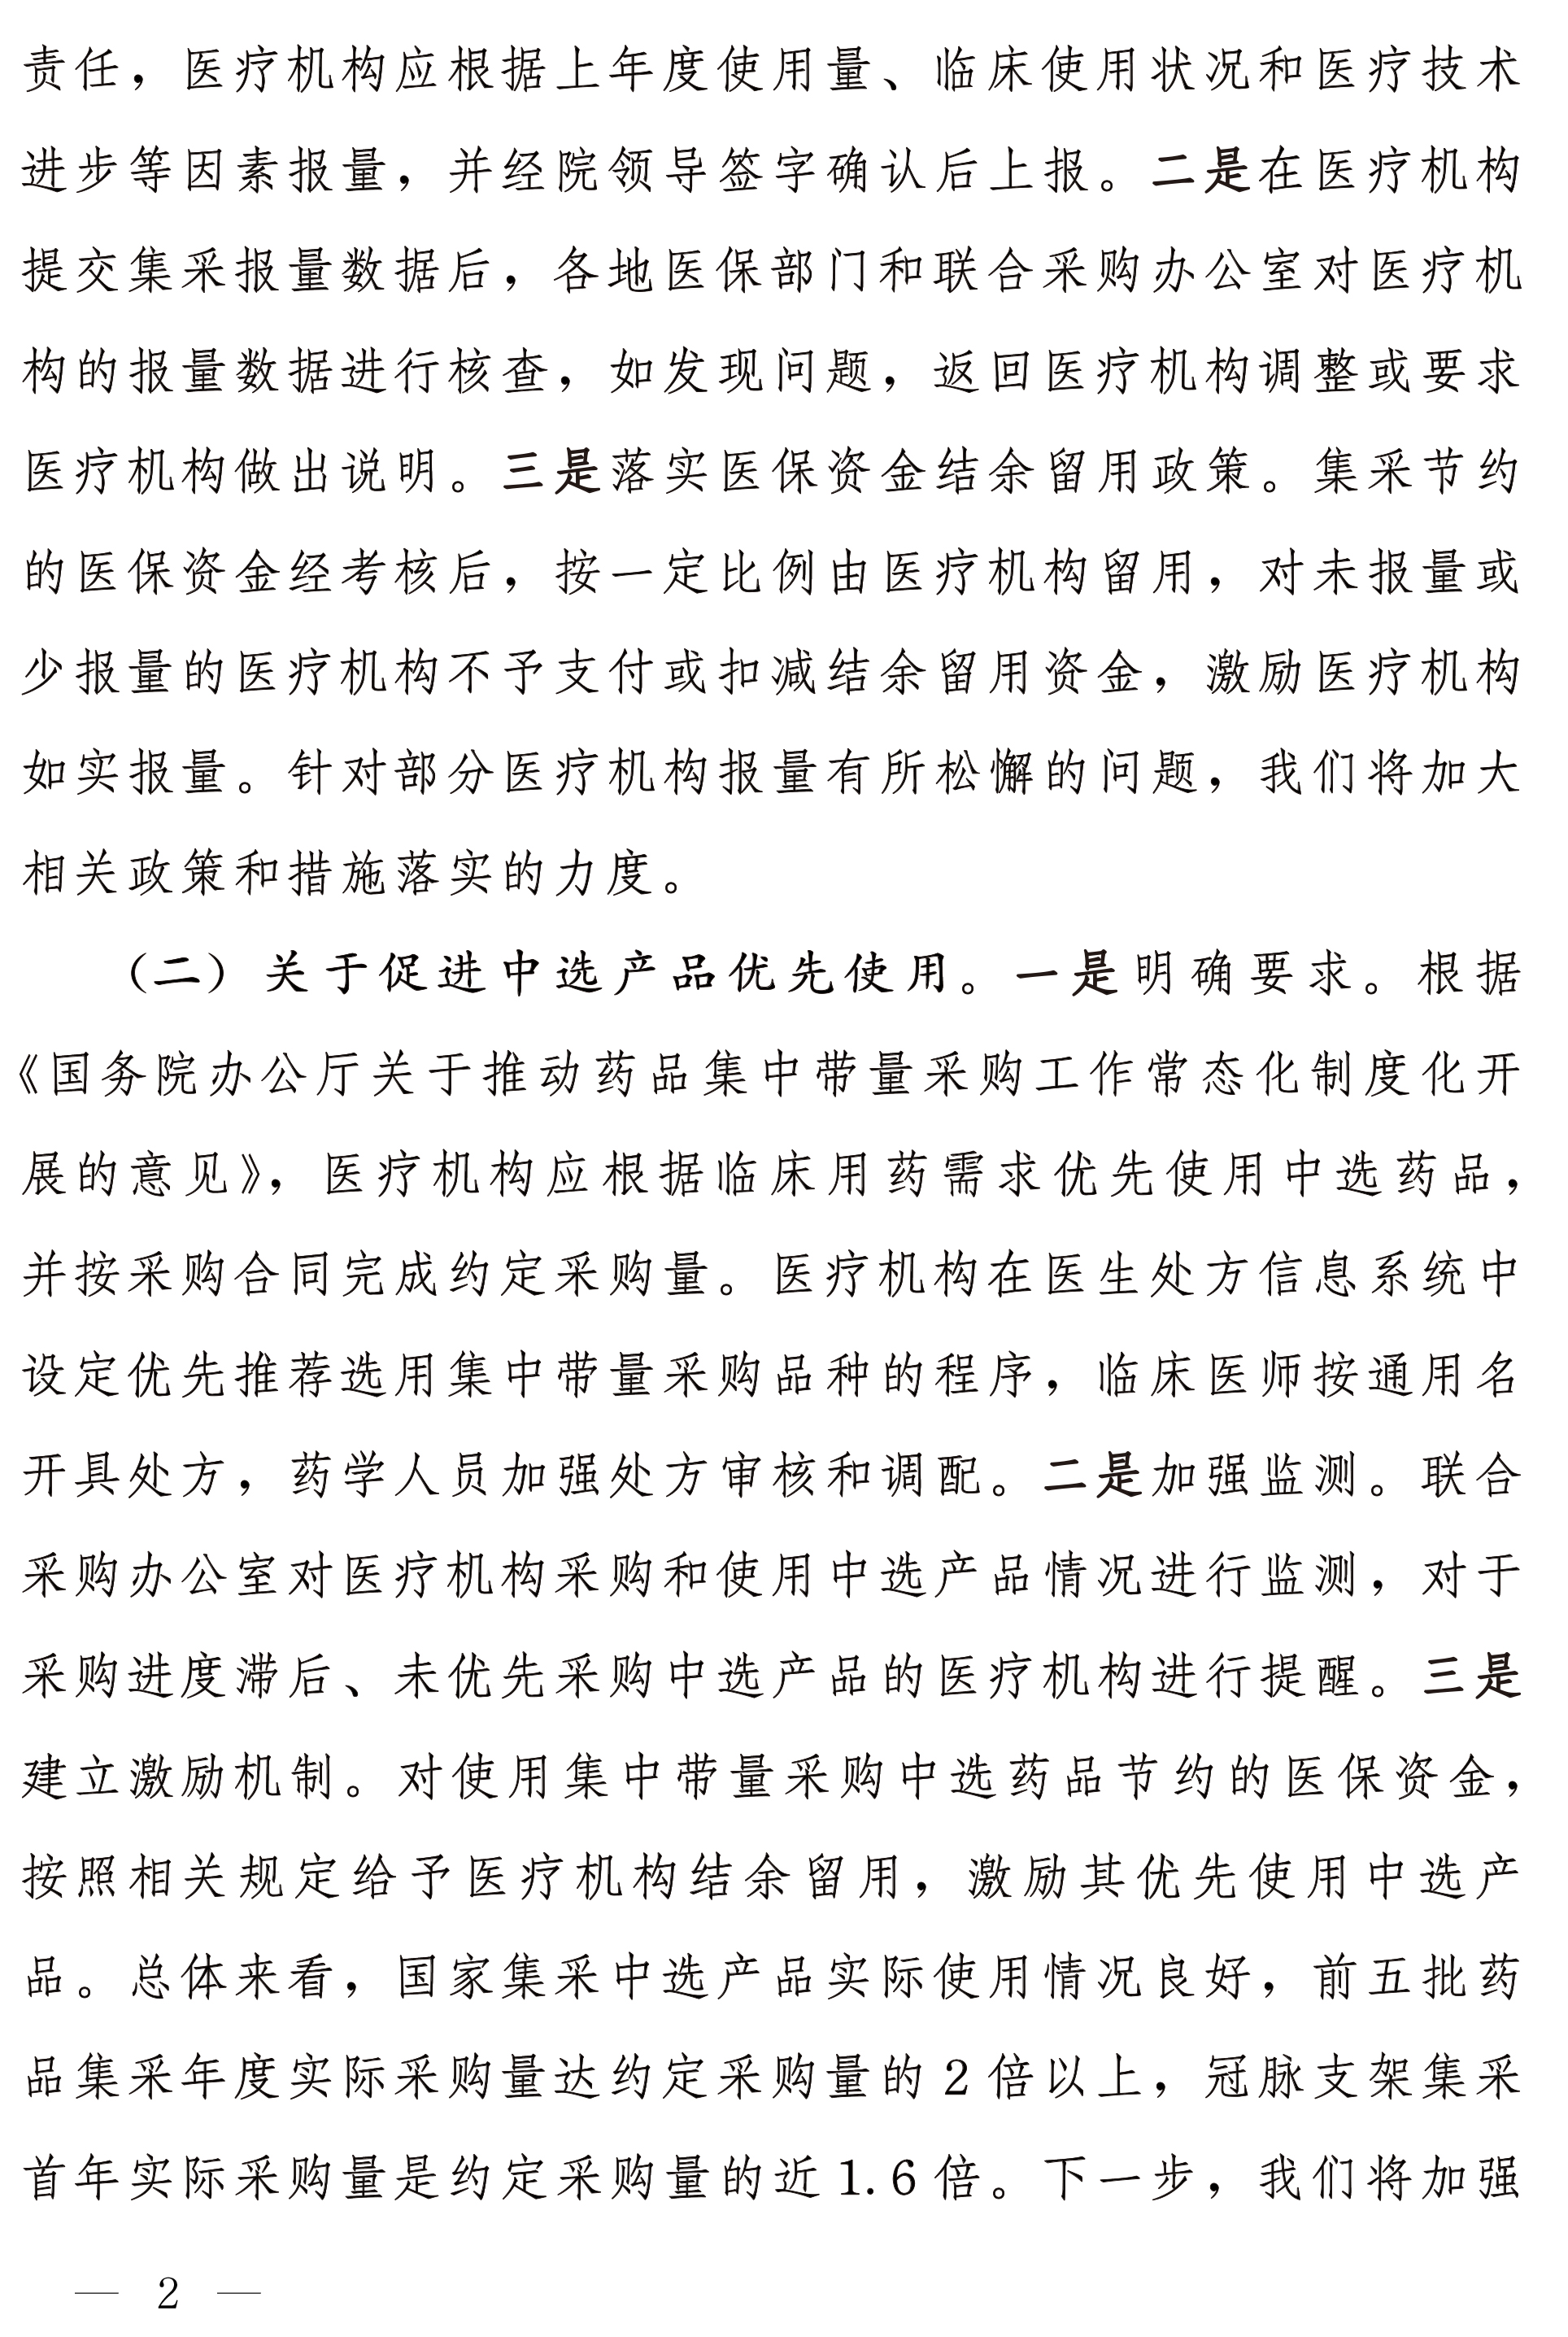 责任，医疗机构应根据上年度使用量、临床使用状况和医疗技术
进步等因素报量，并经院领导签字确认后上报。二是在医疗机构
提交集采报量数据后，各地医保部门和联合采购办公室对医疗机
构的报量数据进行核查，如发现问题，返回医疗机构调整或要求
医疗机构做出说明。三是落实医保资金结余留用政策。集采节约
的医保资金经考核后，按一定比例由医疗机构留用，对未报量或
少报量的医疗机构不予支付或扣减结余留用资金，激励医疗机构
如实报量。针对部分医疗机构报量有所松懈的问题，我们将加大
相关政策和措施落实的力度。
（二）关于促进中选产品优先使用。一是明确要求。根据
《国务院办公厅关于推动药品集中带量采购工作常态化制度化开
展的意见》，医疗机构应根据临床用药需求优先使用中选药品，
并按采购合同完成约定采购量。医疗机构在医生处方信息系统中
设定优先推荐选用集中带量采购品种的程序，临床医师按通用名
开具处方，药学人员加强处方审核和调配。二是加强监测。联合
采购办公室对医疗机构采购和使用中选产品情况进行监测，对于
采购进度滞后、未优先采购中选产品的医疗机构进行提醒。三是
建立激励机制。对使用集中带量采购中选药品节约的医保资金，
按照相关规定给予医疗机构结余留用，激励其优先使用中选产
品。总体来看，国家集采中选产品实际使用情况良好，前五批药
品集采年度实际采购量达约定采购量的2倍以上，冠脉支架集采
首年实际采购量是约定采购量的近1.6倍。下一步，我们将加强
— 2 —